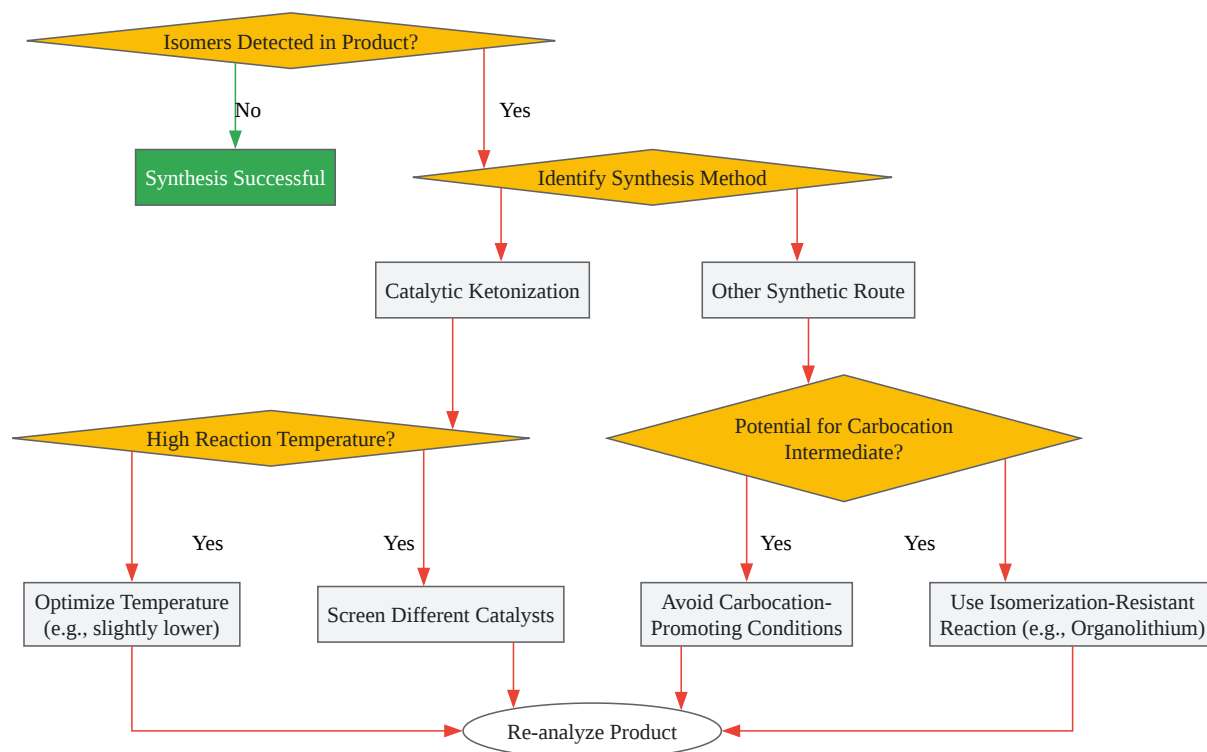 Isomers Detected in Product?
No
Yes
Synthesis Successful
Identify Synthesis Method
Catalytic Ketonization
Other Synthetic Route
High Reaction Temperature?
Potential for Carbocation
Intermediate?
Yes
Yes
Yes
Yes
Optimize Temperature
(e.g., slightly lower)
Screen Different Catalysts
Avoid Carbocation-
Promoting Conditions
Use Isomerization-Resistant
Reaction (e.g., Organolithium)
Re-analyze Product